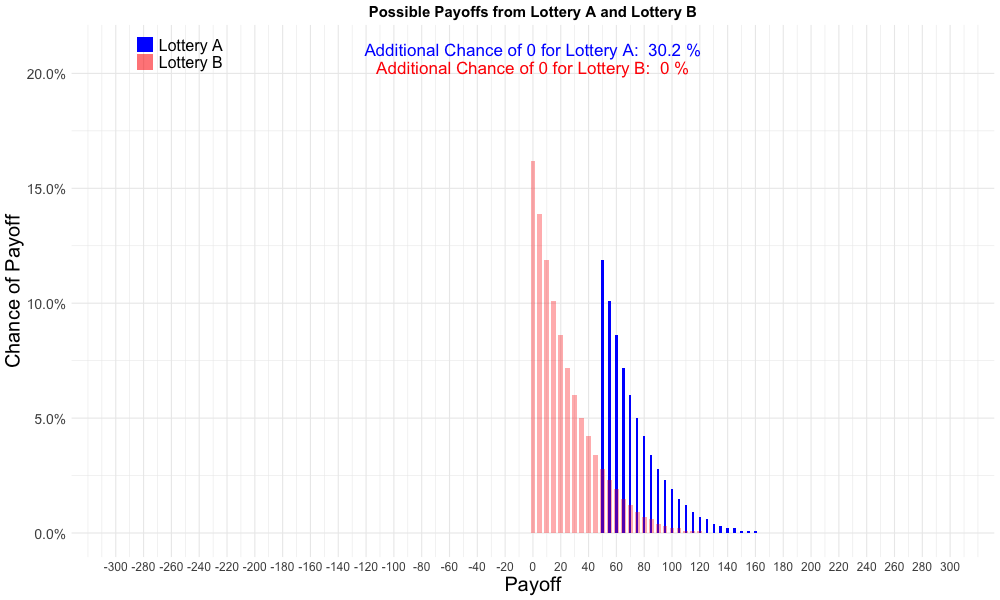 Possible Payoffs from Lottery A and Lottery B
Lottery A
Lottery B
Additional Chance of 0 for Lottery A:  30.2 %
Additional Chance of 0 for Lottery B:  0 %
Chance of Payoff
20.0%
15.0%
10.0%
5.0%
0.0%
-300 -280 -260 -240 -220 -200 -180 -160 -140 -120 -100 -80 -60 -40 -20 0 20 40 60 80 100 120 140 160 180 200 220 240 260 280 300
Payoff